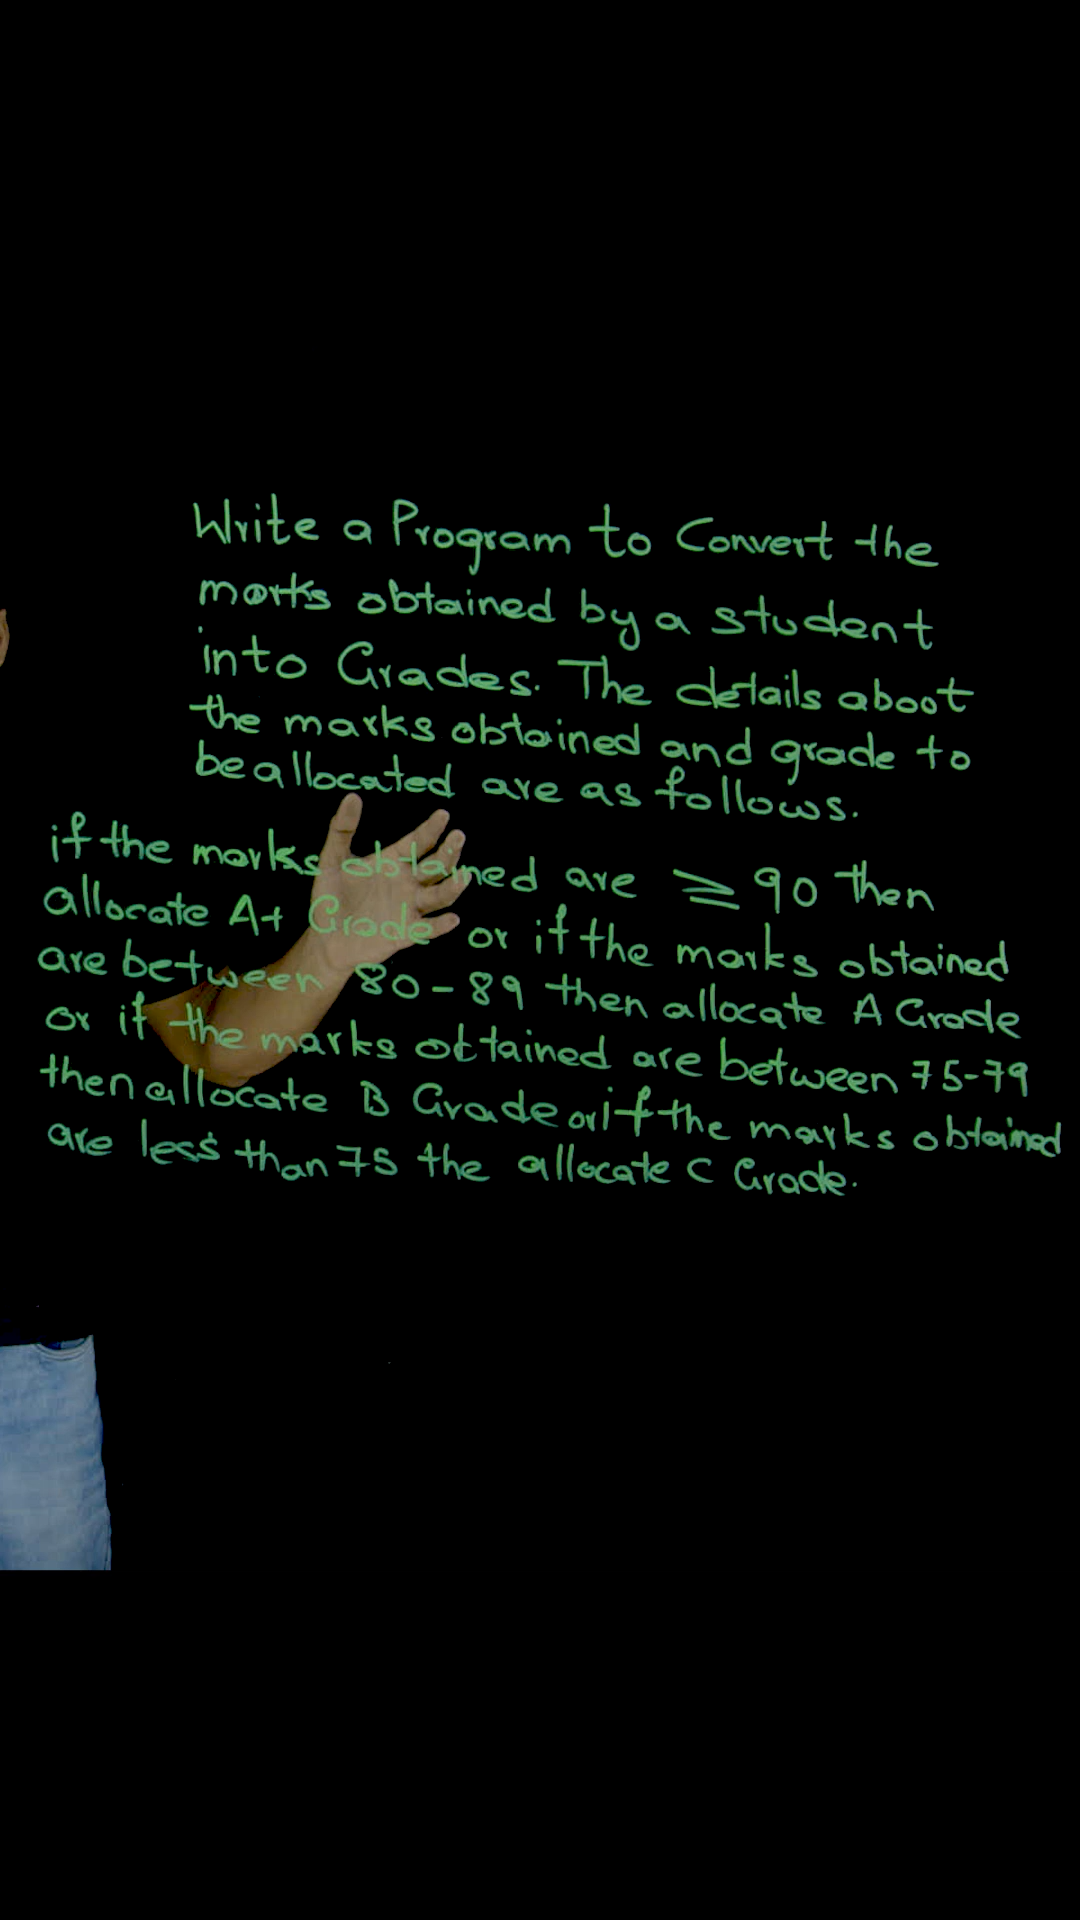 Write a Program to Convert the
marks obtained by a student
into Grades. The details aboot
the marks obtained and grade to
be allocated are as follows.
if the marks obtained are ≥ 90 then
allocate A+ Grade or if the marks obtained
are between 80-89 then allocate A Grade
or if the marks ottained are between 75-79
then allocate B Grade or if the marks obtained
are less than 75 the allocate C Grade.